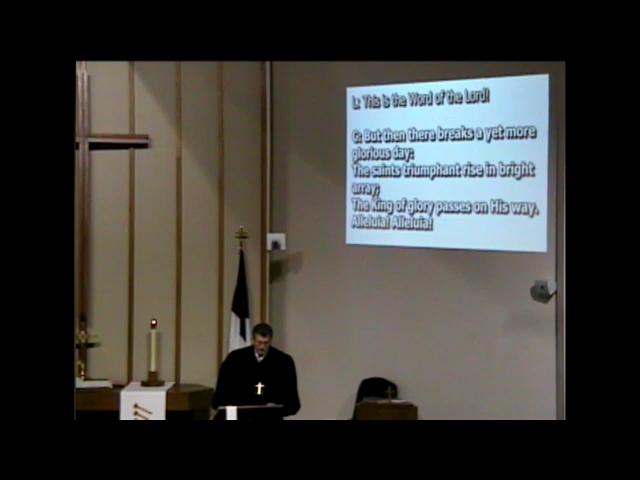 L: This is the Word of the Lord!
C: But then there breaks a yet more
glorious day:
The saints triumphant rise in bright
array;
The King of glory passes on His way.
Alleluia! Alleluia!